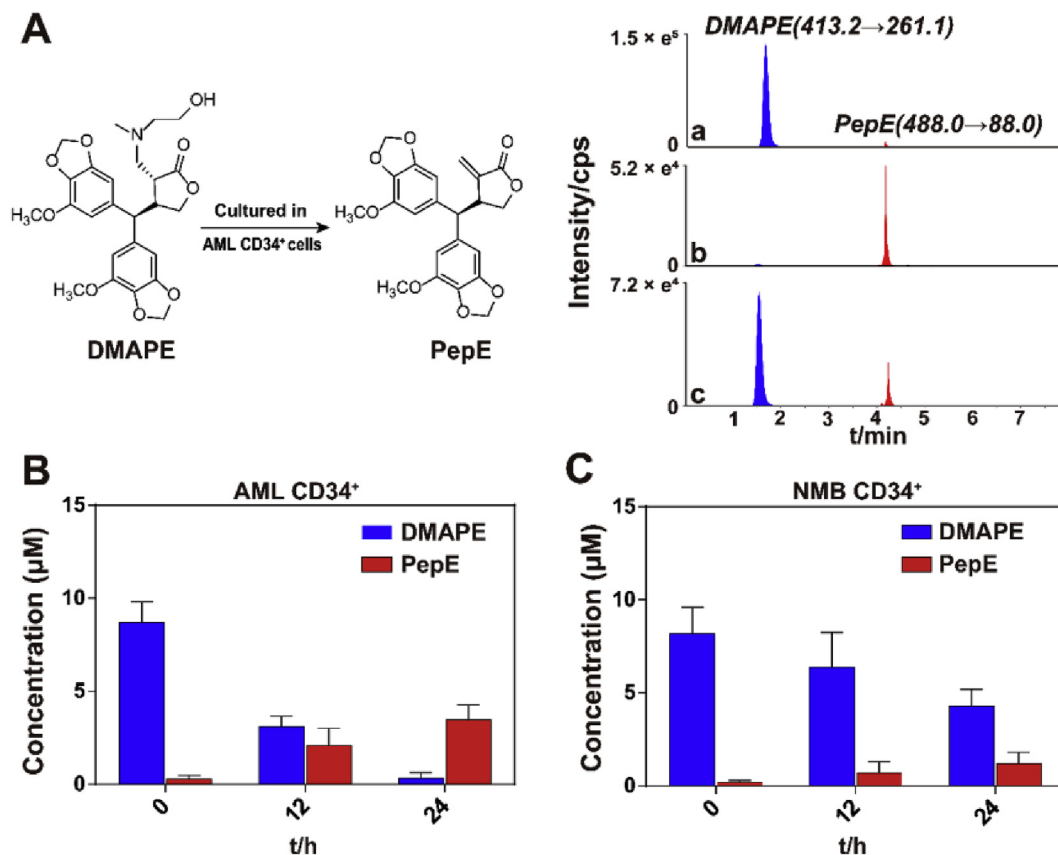 A
OH
N
O
O
O
O
H₃CO
H₃CO
O
O
DMAPE
Cultured in
AML CD34⁺ cells
O
O
O
O
H₃CO
H₃CO
O
O
PepE
DMAPE(413.2→261.1)
PepE(488.0→88.0)
Intensity/cps
1.5 × e⁵
0
a
5.2 × e⁴
0
b
7.2 × e⁴
0
c
1 2 3 4 5 6 7
t/min
B
AML CD34⁺
DMAPE
PepE
Concentration (μM)
15
10
5
0
0 12 24
t/h
C
NMB CD34⁺
DMAPE
PepE
Concentration (μM)
15
10
5
0
0 12 24
t/h